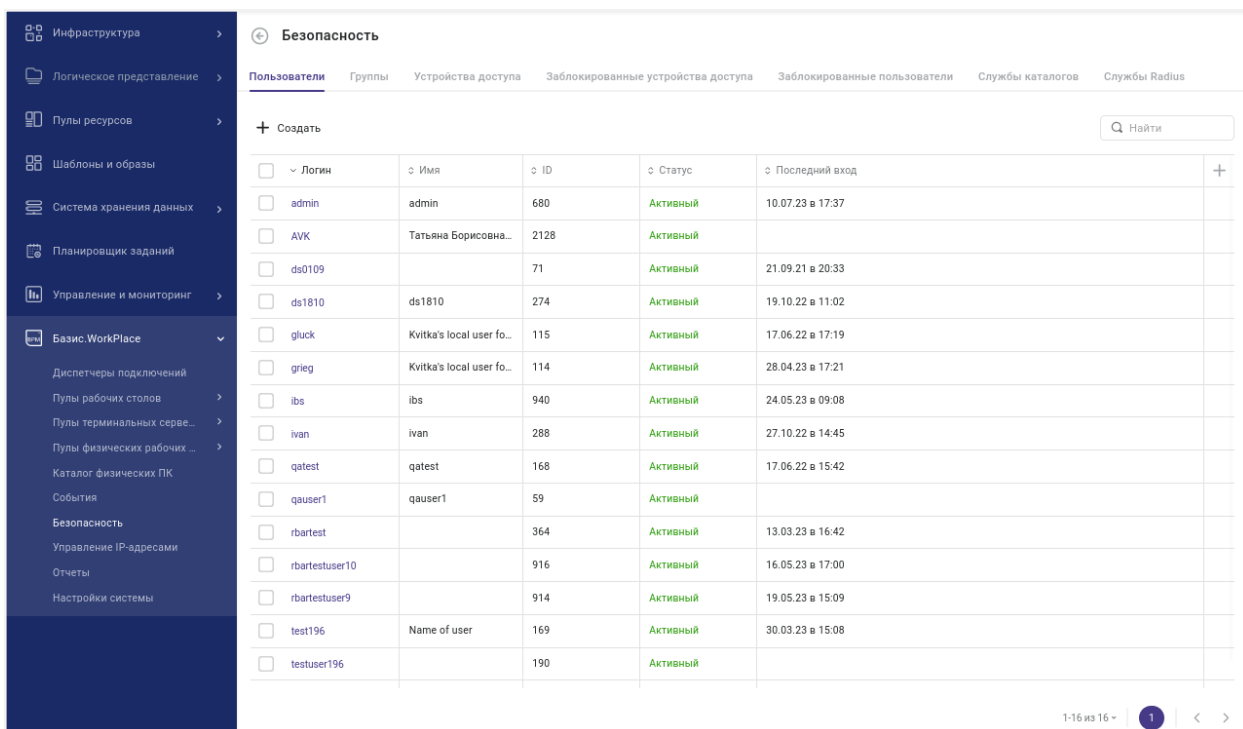 Инфраструктура
Логическое представление
Пулы ресурсов
Шаблоны и образы
Система хранения данных
Планировщик заданий
Управление и мониторинг
BPM Базис.WorkPlace
Диспетчеры подключений
Пулы рабочих столов
Пулы терминальных серве...
Пулы физических рабочих ...
Каталог физических ПК
События
Безопасность
Управление IP-адресами
Отчеты
Настройки системы
Безопасность
Пользователи Группы Устройства доступа Заблокированные устройства доступа Заблокированные пользователи Службы каталогов Службы Radius
+ Создать Найти
Логин Имя ID Статус Последний вход +
admin admin 680 Активный 10.07.23 в 17:37
AVK Татьяна Борисовна... 2128 Активный
ds0109 71 Активный 21.09.21 в 20:33
ds1810 ds1810 274 Активный 19.10.22 в 11:02
gluck Kvitka's local user fo... 115 Активный 17.06.22 в 17:19
grieg Kvitka's local user fo... 114 Активный 28.04.23 в 17:21
ibs ibs 940 Активный 24.05.23 в 09:08
ivan ivan 288 Активный 27.10.22 в 14:45
qatest qatest 168 Активный 17.06.22 в 15:42
qauser1 qauser1 59 Активный
rbartest 364 Активный 13.03.23 в 16:42
rbartestuser10 916 Активный 16.05.23 в 17:00
rbartestuser9 914 Активный 19.05.23 в 15:09
test196 Name of user 169 Активный 30.03.23 в 15:08
testuser196 190 Активный
1-16 из 16 1